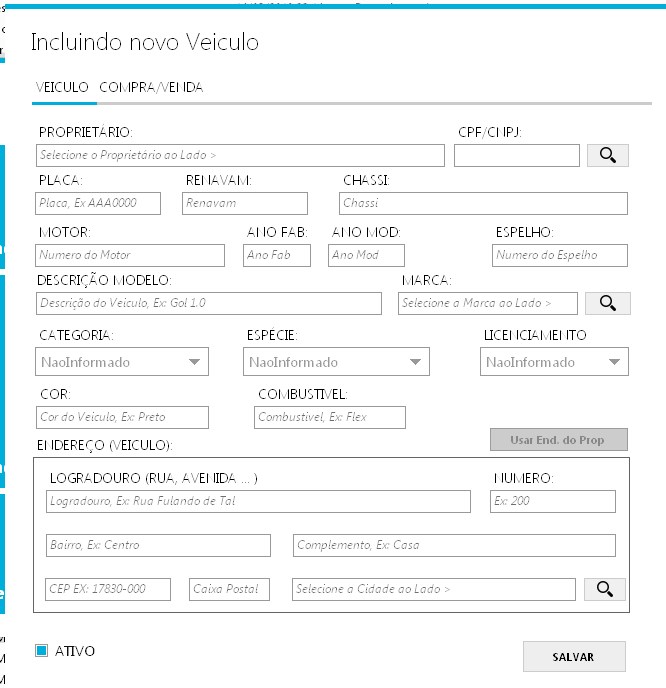 Incluindo novo Veiculo
VEICULO COMPRA/VENDA
PROPRIETÁRIO: CPF/CNPJ:
Selecione o Proprietário ao Lado >
PLACA: RENAVAM: CHASSI:
Placa, Ex AAA0000 Renavam Chassi
MOTOR: ANO FAB: ANO MOD: ESPELHO:
Numero do Motor Ano Fab Ano Mod Numero do Espelho
DESCRIÇÃO MODELO: MARCA:
Descrição do Veiculo, Ex: Gol 1.0 Selecione a Marca ao Lado >
CATEGORIA: ESPÉCIE: LICENCIAMENTO
NaoInformado NaoInformado NaoInformado
COR: COMBUSTIVEL:
Cor do Veiculo, Ex: Preto Combustivel, Ex: Flex
Usar End. do Prop
ENDEREÇO (VEICULO):
LOGRADOURO (RUA, AVENIDA ... ) NUMERO:
Logradouro, Ex: Rua Fulando de Tal Ex: 200
Bairro, Ex: Centro Complemento, Ex: Casa
CEP EX: 17830-000 Caixa Postal Selecione a Cidade ao Lado >
ATIVO
SALVAR